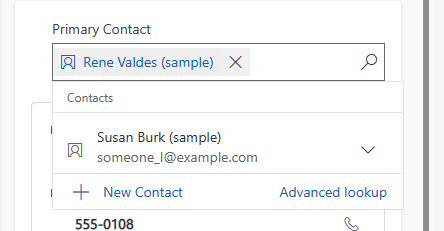 Primary Contact
Rene Valdes (sample)
Contacts
Susan Burk (sample)
someone_l@example.com
New Contact Advanced lookup
555-0108